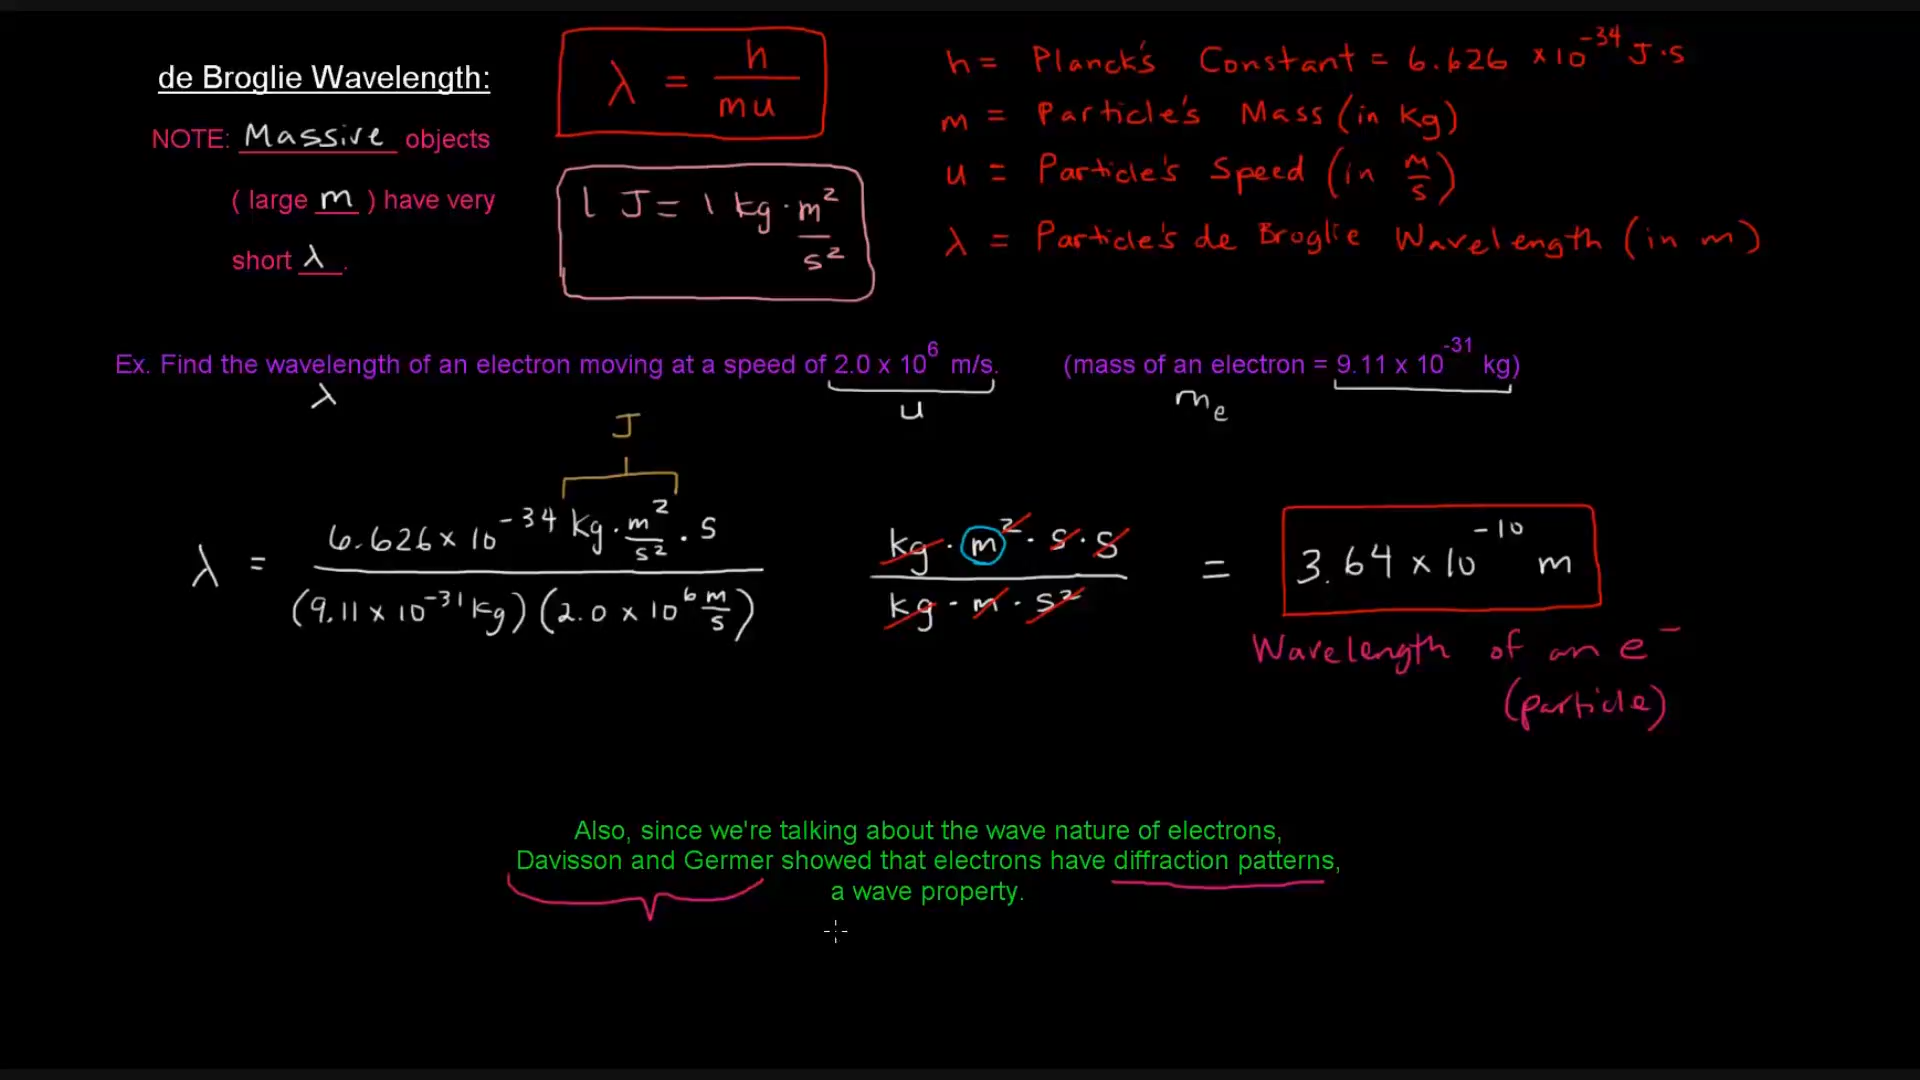 de Broglie Wavelength:
λ = h/mu
h = Planck's Constant = 6.626 x10^-34 J·s
NOTE: Massive objects
m = Particle's Mass (in kg)
(large m) have very
u = Particle's Speed (in m/s)
short λ.
1 J = 1 kg·m²/s²
λ = Particle's de Broglie Wavelength (in m)
Ex. Find the wavelength of an electron moving at a speed of 2.0 x 10^6 m/s. (mass of an electron = 9.11 x 10^-31 kg)
λ u m_e
J
λ = 6.626 x 10^-34 kg·m²/s²·s / (9.11 x 10^-31 kg)(2.0 x 10^6 m/s) kg·m²·s·s / kg·m·s² = 3.64 x 10^-10 m
Wavelength of an e⁻
(particle)
Also, since we're talking about the wave nature of electrons,
Davisson and Germer showed that electrons have diffraction patterns,
a wave property.